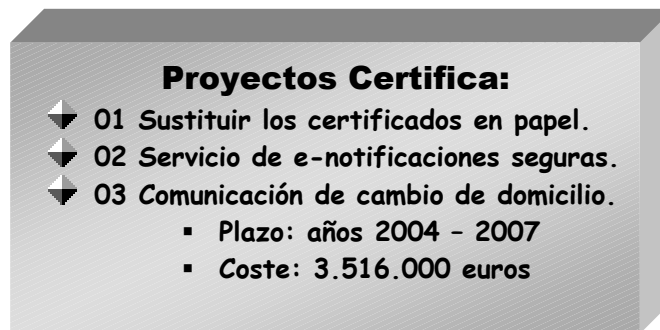 Proyectos Certifica:
01 Sustituir los certificados en papel.
02 Servicio de e-notificaciones seguras.
03 Comunicación de cambio de domicilio.
▪ Plazo: años 2004 – 2007
▪ Coste: 3.516.000 euros